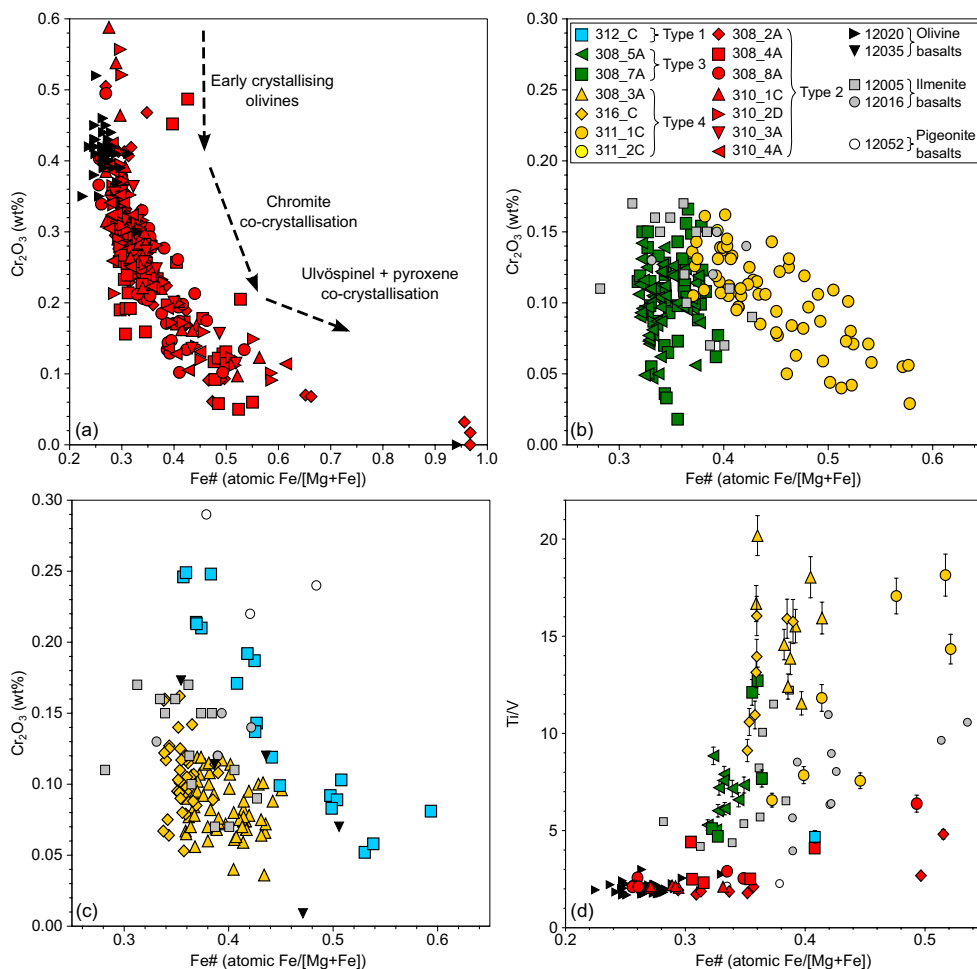 0.6
0.5
0.4
0.3
0.2
0.1
0.0
Cr₂O₃ (wt%)
Early crystallising
olivines
Chromite
co-crystallisation
Ulvöspinel + pyroxene
co-crystallisation
(a)
0.2 0.3 0.4 0.5 0.6 0.7 0.8 0.9 1.0
Fe# (atomic Fe/[Mg+Fe])
0.30
0.25
0.20
0.15
0.10
0.05
0.00
Cr₂O₃ (wt%)
312_C Type 1
308_5A
308_7A
Type 3
308_3A
316_C
311_1C
311_2C
Type 4
308_2A
308_4A
308_8A
310_1C
310_2D
310_3A
310_4A
Type 2
12020
12035
Olivine
basalts
12005
12016
Ilmenite
basalts
12052
Pigeonite
basalts
(b)
0.3 0.4 0.5 0.6
Fe# (atomic Fe/[Mg+Fe])
0.30
0.25
0.20
0.15
0.10
0.05
0.00
Cr₂O₃ (wt%)
(c)
0.3 0.4 0.5 0.6
Fe# (atomic Fe/[Mg+Fe])
20
15
10
5
0
Ti/V
(d)
0.2 0.3 0.4 0.5
Fe# (atomic Fe/[Mg+Fe])